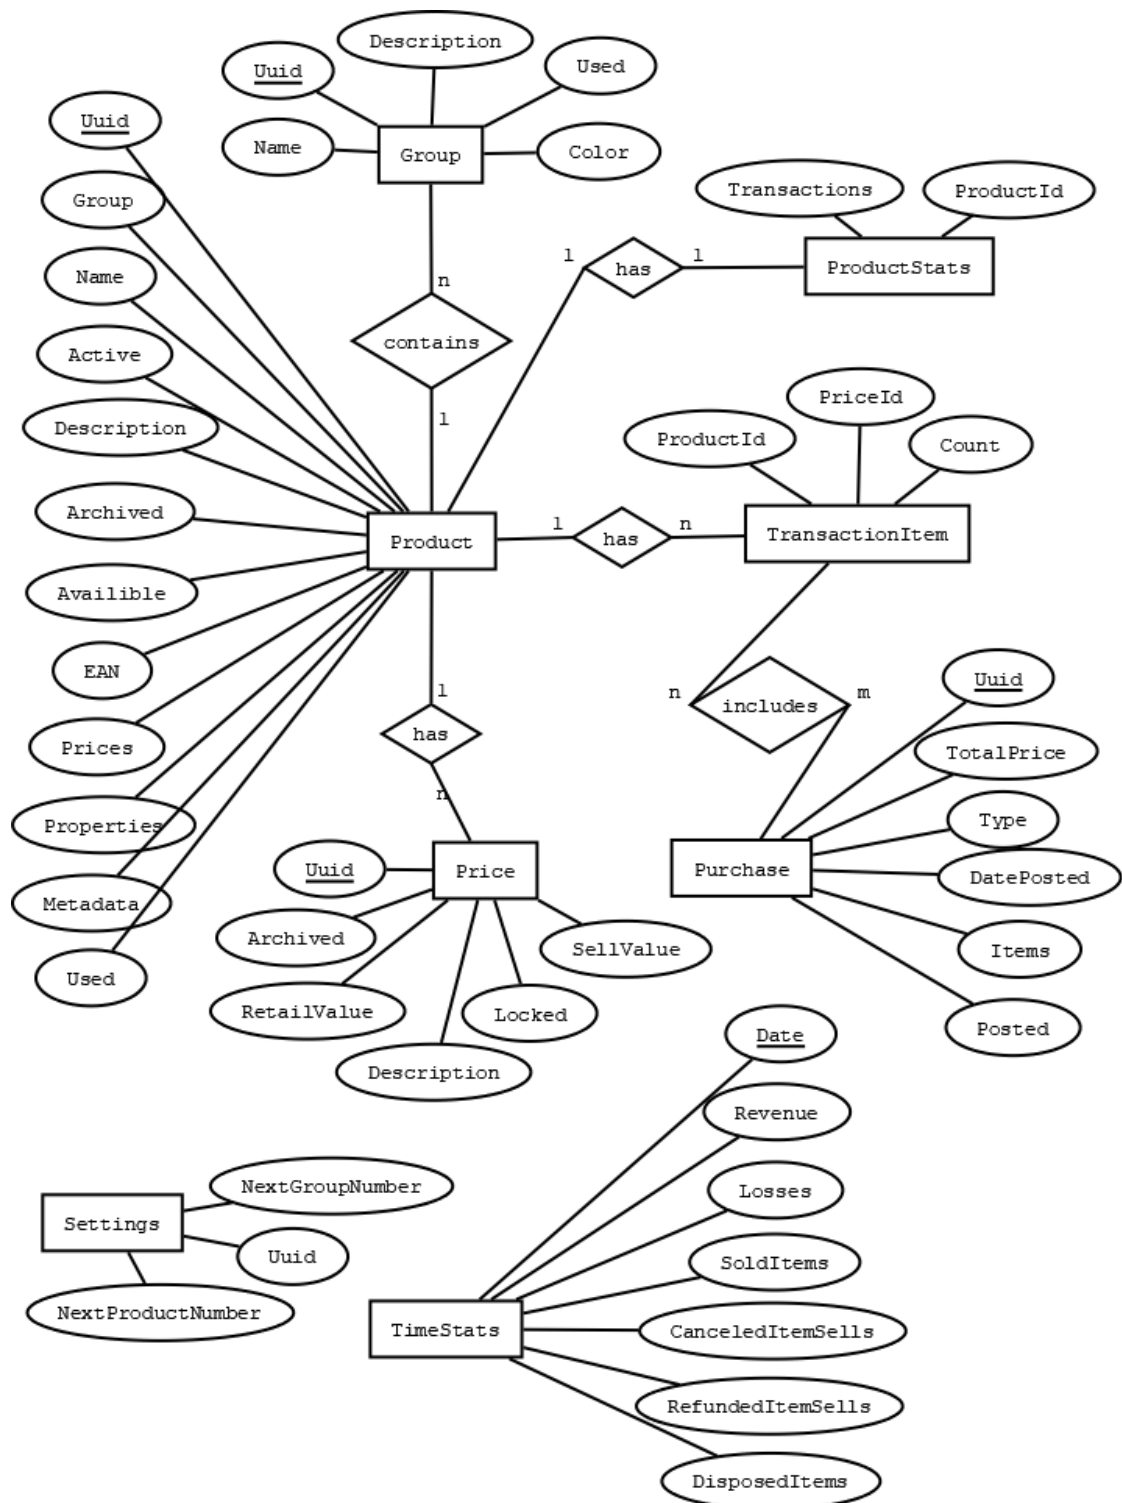 Description
Uuid
Used
Name
Group
Color
Uuid
Group
Name
Active
Description
Archived
Availible
EAN
Prices
Properties
Metadata
Used
Product
n
contains
1
Transactions
ProductId
ProductStats
1
has
1
PriceId
ProductId
Count
TransactionItem
1
has
n
n
includes
m
Uuid
TotalPrice
Type
DatePosted
Items
Posted
Purchase
1
has
n
Uuid
Price
Archived
SellValue
RetailValue
Locked
Description
Settings
NextGroupNumber
Uuid
NextProductNumber
Date
Revenue
Losses
SoldItems
TimeStats
CanceledItemSells
RefundedItemSells
DisposedItems